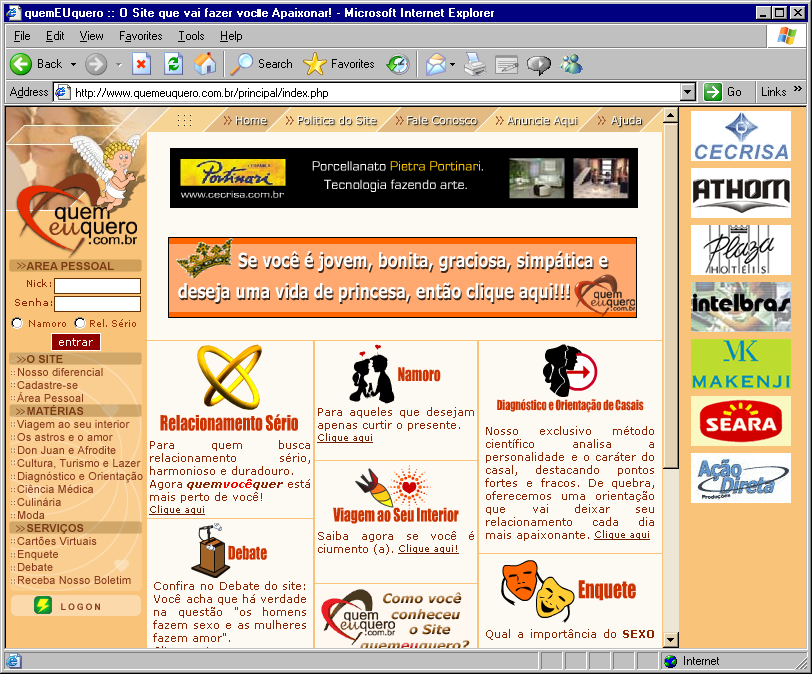 quemEUquero :: O Site que vai fazer você Apaixonar! - Microsoft Internet Explorer
File Edit View Favorites Tools Help
Back Search Favorites
Address http://www.quemeuquero.com.br/principal/index.php Go Links »
Home Política do Site Fale Conosco Anuncie Aqui Ajuda
quem
euquero
.com.br
CERAMICA
Portinari
www.cecrisa.com.br
Porcellanato Pietra Portinari.
Tecnologia fazendo arte.
Se você é jovem, bonita, graciosa, simpática e
deseja uma vida de princesa, então clique aqui!!!
quem
euquero
.com.br
AREA PESSOAL
Nick:
Senha:
Namoro Rel. Sério
entrar
O SITE
Nosso diferencial
Cadastre-se
Área Pessoal
MATÉRIAS
Viagem ao seu interior
Os astros e o amor
Don Juan e Afrodite
Cultura, Turismo e Lazer
Diagnóstico e Orientação
Ciência Médica
Culinária
Moda
SERVIÇOS
Cartões Virtuais
Enquete
Debate
Receba Nosso Boletim
LOGON
Relacionamento Sério
Para quem busca
relacionamento sério,
harmonioso e duradouro.
Agora quemvocêquer está
mais perto de você!
Clique aqui
Debate
Confira no Debate do site:
Você acha que há verdade
na questão "os homens
fazem sexo e as mulheres
fazem amor".
Namoro
Para aqueles que desejam
apenas curtir o presente.
Clique aqui
Viagem ao Seu Interior
Saiba agora se você é
ciumento (a). Clique aqui!
quem
euquero
.com.br
Como você
conheceu
o Site
quemeuquero?
Diagnóstico e Orientação de Casais
Nosso exclusivo método
científico analisa a
personalidade e o caráter do
casal, destacando pontos
fortes e fracos. De quebra,
oferecemos uma orientação
que vai deixar seu
relacionamento cada dia
mais apaixonante. Clique aqui
Enquete
Qual a importância do SEXO
CECRISA
ATHOM
Plaza
HOTÉIS
intelbras
MK
MAKENJI
SEARA
Ação
Direta
Produções
Internet